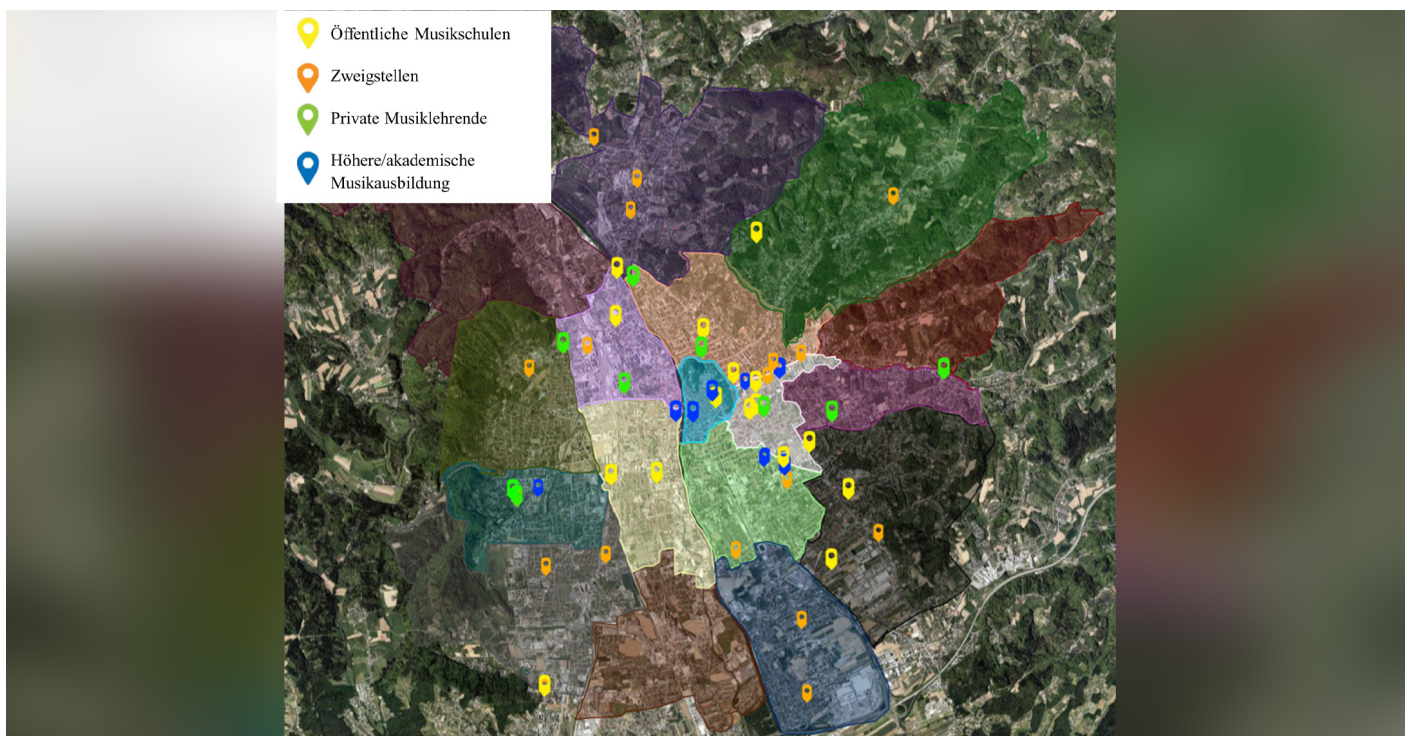 Öffentliche Musikschulen
Zweigstellen
Private Musiklehrende
Höhere/akademische
Musikausbildung